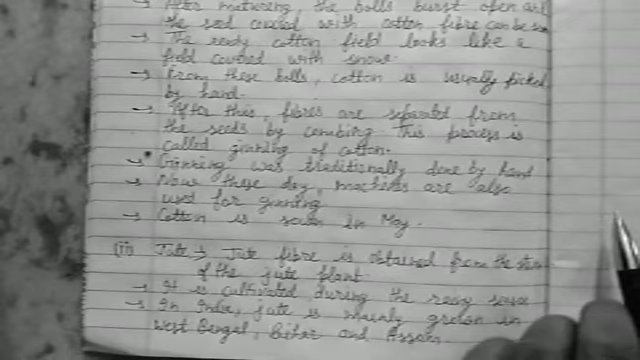 → After maturing, the balls burst open and
the seed covered with cotton fibre can be seen
→ The ready cotton field looks like a
field covered with snow.
→ From these balls, cotton is usually picked
by hand.
→ After this, fibres are seperated from
the seeds by combing This process is
called ginning of cotton.
→ Ginning was traditionally done by hand
→ Now these day, machines are also
used for ginning
→ Cotton is sown in May.
(ii) Jute → Jute fibre is obtained from the stem
of the jute plant.
→ It is cultivated during the rainy
→ In India, jute is mainly grown in
West Bengal, Bihar and Assam